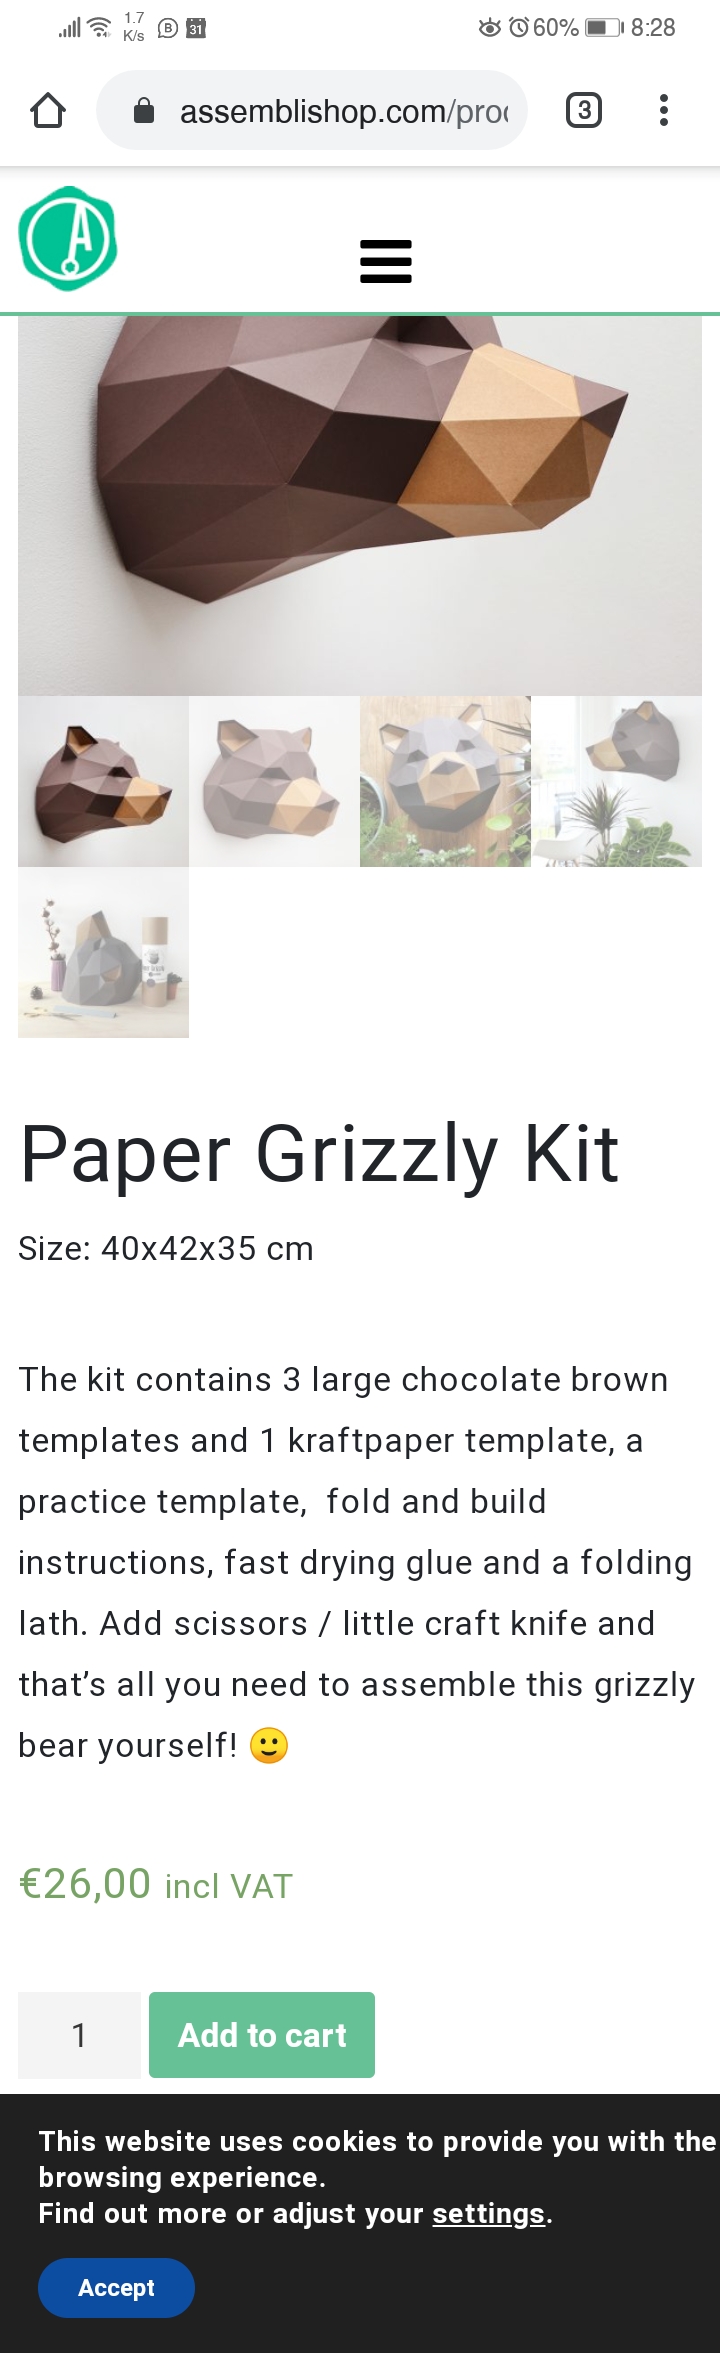 1.7
K/s
B
31
60%
8:28
assemblishop.com/proc
3
A
Paper Grizzly Kit
Size: 40x42x35 cm
The kit contains 3 large chocolate brown
templates and 1 kraftpaper template, a
practice template,  fold and build
instructions, fast drying glue and a folding
lath. Add scissors / little craft knife and
that’s all you need to assemble this grizzly
bear yourself! 🙂
€26,00 incl VAT
1
Add to cart
This website uses cookies to provide you with the
browsing experience.
Find out more or adjust your settings.
Accept